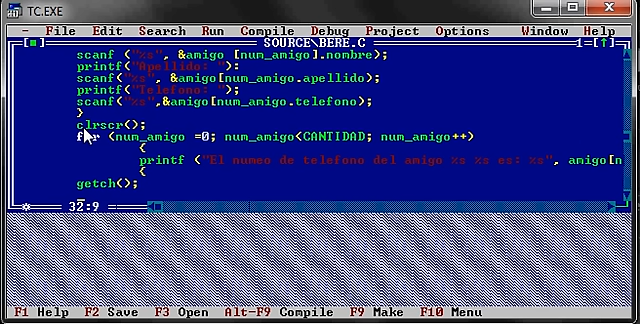 TC.EXE
- File Edit Search Run Compile Debug Project Options Window Help
[■] SOURCE\BERE.C 1=[↑]
scanf ("%s", &amigo [num_amigo].nombre);
printf("Apellido: "):
scanf("%s", &amigo[num_amigo.apellido);
printf("Telefono: ");
scanf("%s",&amigo[num_amigo.telefono);
}
clrscr();
for (num_amigo =0; num_amigo<CANTIDAD; num_amigo++)
{
printf ("El numeo de telefono del amigo %s %s es: %s", amigo[n
{
getch();
32:9
F1 Help F2 Save F3 Open Alt-F9 Compile F9 Make F10 Menu